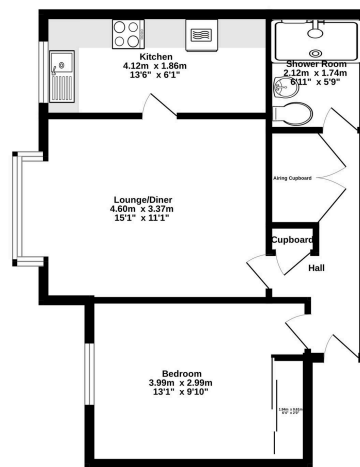 Kitchen
4.12m x 1.86m
13'6" x 6'1"
Shower Room
2.12m x 1.74m
6'11" x 5'9"
Airing Cupboard
Lounge/Diner
4.60m x 3.37m
15'1" x 11'1"
Cupboard
Hall
Bedroom
3.99m x 2.99m
13'1" x 9'10"